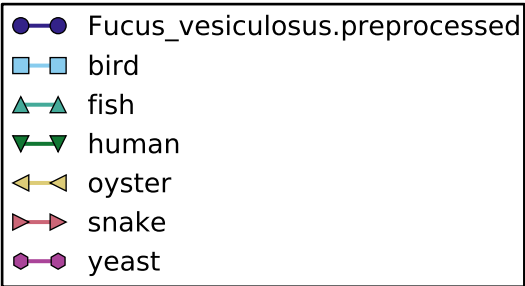 Fucus_vesiculosus.preprocessed
bird
fish
human
oyster
snake
yeast